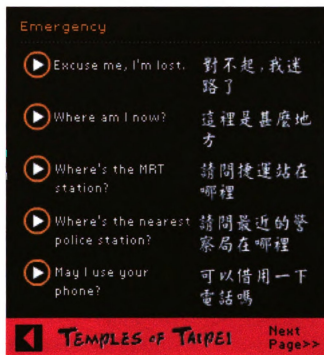 Emergency
Excuse me, I'm lost.
對不起,我迷
路了
Where am I now?
這裡是甚麼地
方
Where's the MRT
station?
請問捷運站在
哪裡
Where's the nearest
police station?
請問最近的警
察局在哪裡
May I use your
phone?
可以借用一下
電話嗎
TEMPLES OF TAIPEI
Next
Page>>